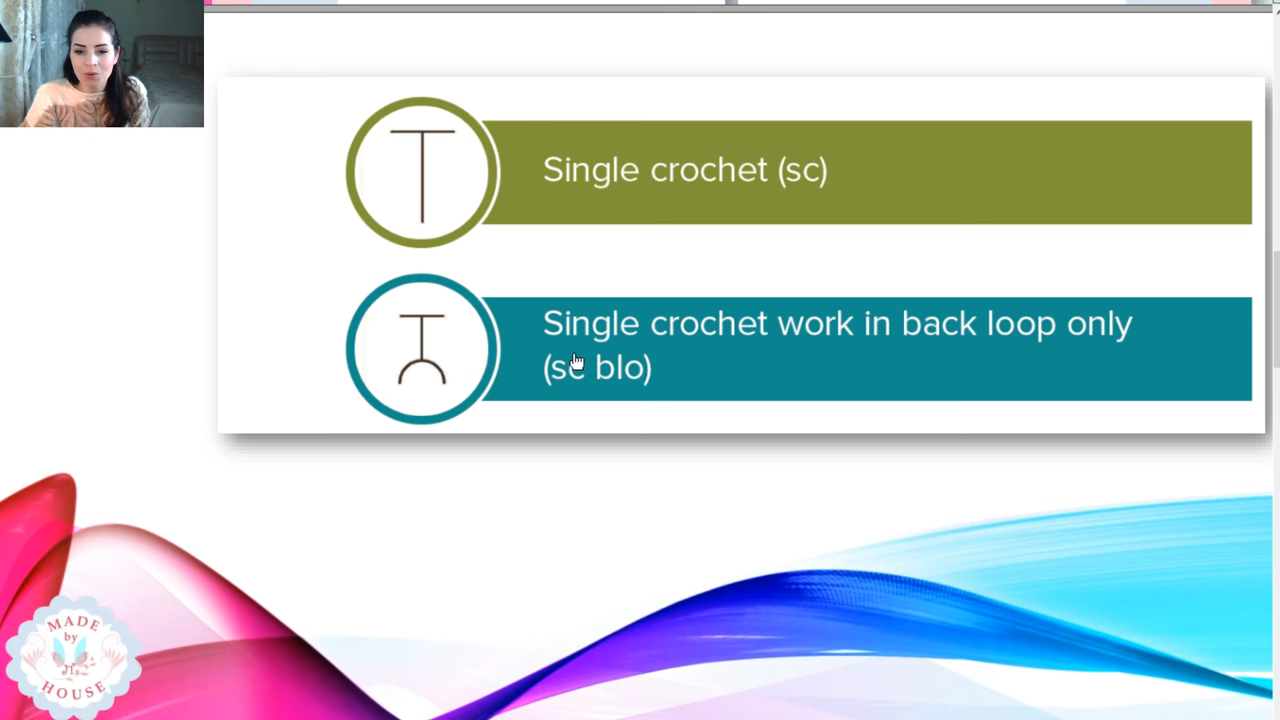 Single crochet (sc)
Single crochet work in back loop only
(sc blo)
MADE
by
HOUSE